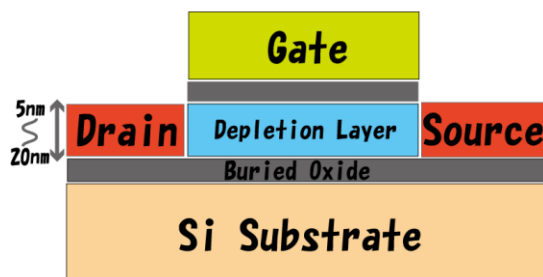 Gate
5nm
20nm
Drain
Depletion Layer
Source
Buried Oxide
Si Substrate